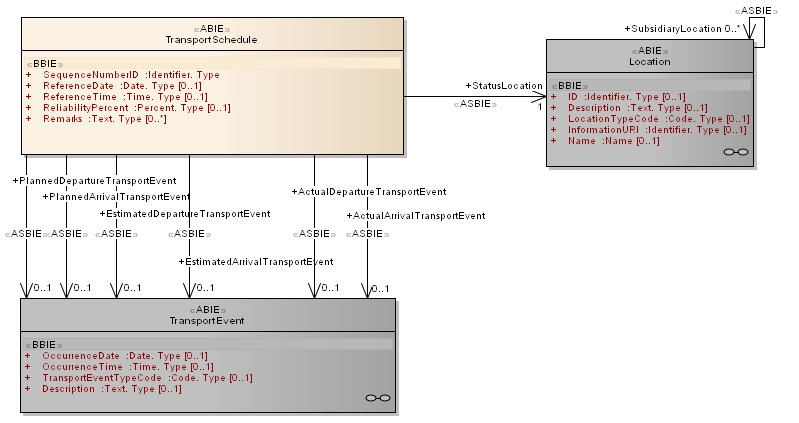 «ABIE»
TransportSchedule
«BBIE»
+ SequenceNumberID :Identifier. Type
+ ReferenceDate :Date. Type [0..1]
+ ReferenceTime :Time. Type [0..1]
+ ReliabilityPercent :Percent. Type [0..1]
+ Remarks :Text. Type [0..*]
«ASBIE»
+SubsidiaryLocation 0..*
+StatusLocation
«ASBIE»
1
«ABIE»
Location
«BBIE»
+ ID :Identifier. Type [0..1]
+ Description :Text. Type [0..1]
+ LocationTypeCode :Code. Type [0..1]
+ InformationURI :Identifier. Type [0..1]
+ Name :Name [0..1]
+PlannedDepartureTransportEvent
+PlannedArrivalTransportEvent
+EstimatedDepartureTransportEvent
+ActualDepartureTransportEvent
+ActualArrivalTransportEvent
«ASBIE» «ASBIE» «ASBIE» «ASBIE» «ASBIE» «ASBIE»
+EstimatedArrivalTransportEvent
0..1 0..1 0..1 0..1 0..1 0..1
«ABIE»
TransportEvent
«BBIE»
+ OccurrenceDate :Date. Type [0..1]
+ OccurrenceTime :Time. Type [0..1]
+ TransportEventTypeCode :Code. Type [0..1]
+ Description :Text. Type [0..1]